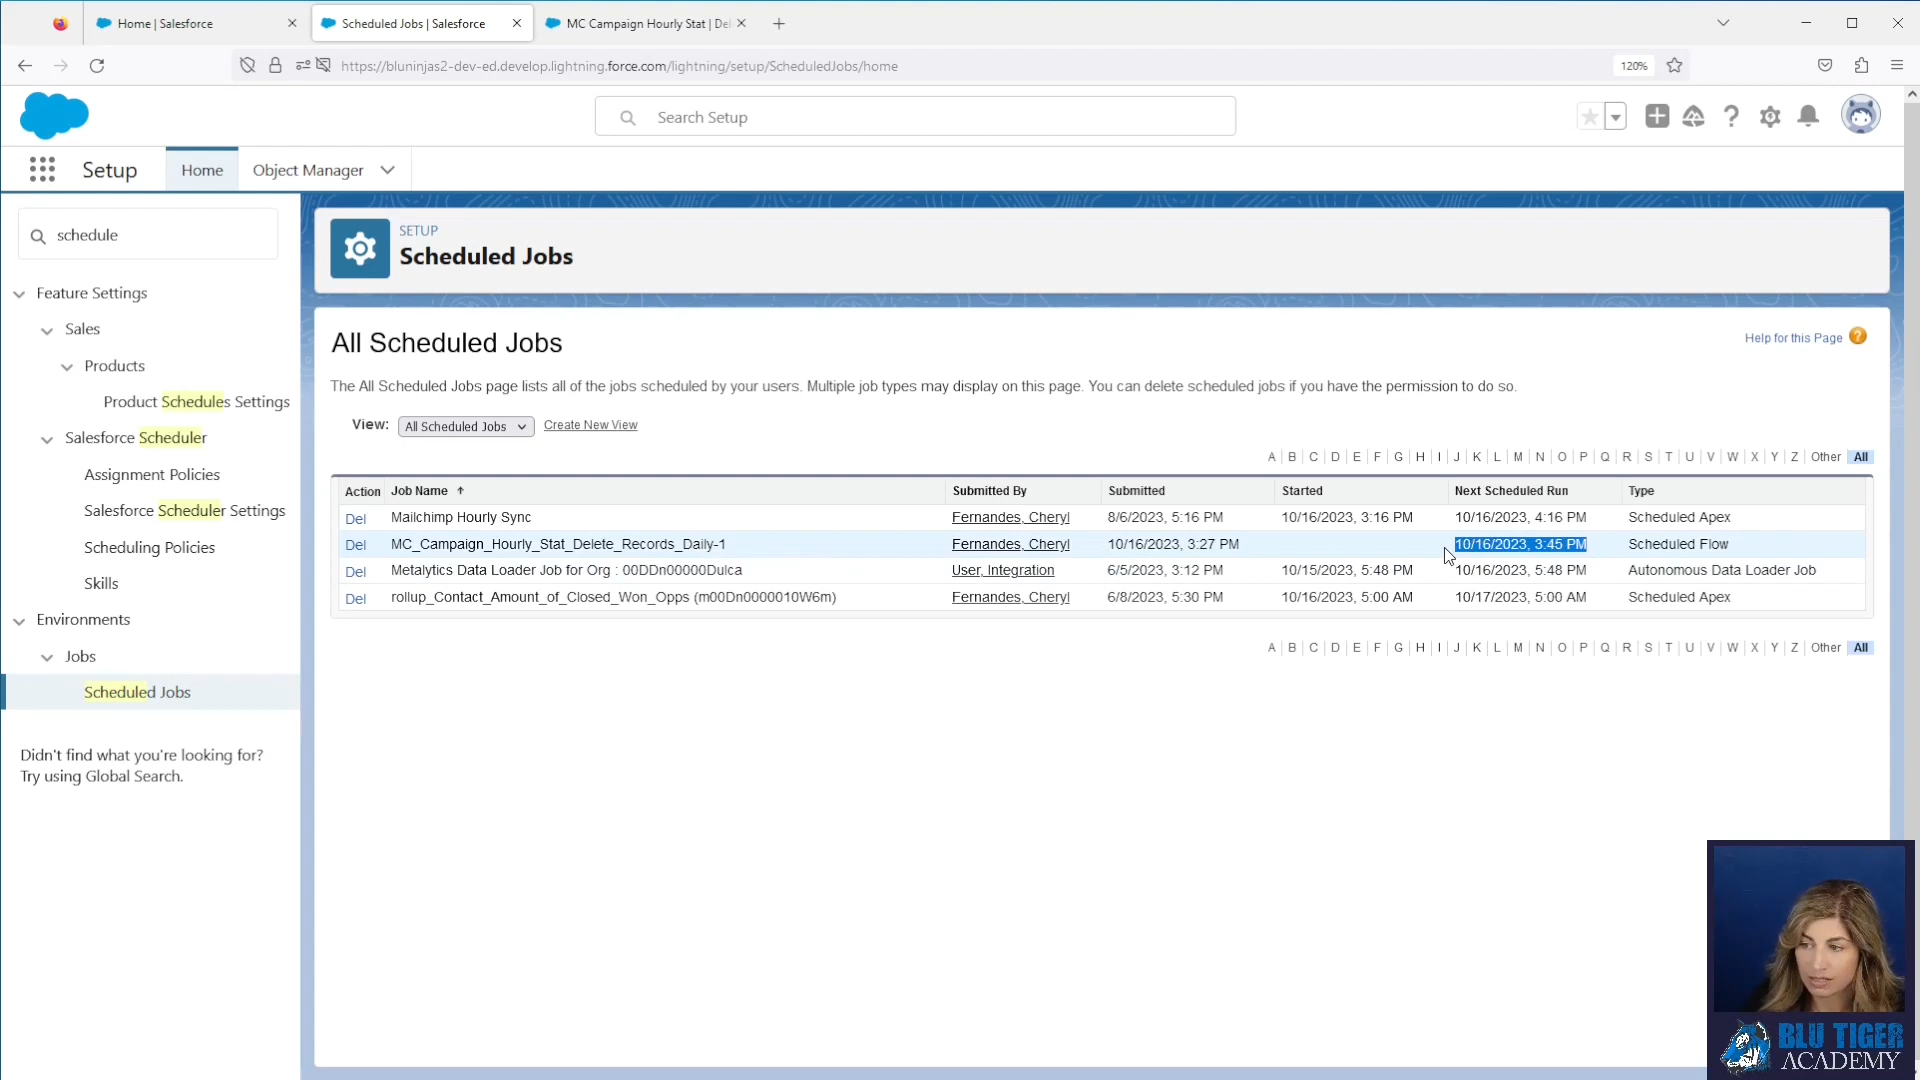 Home | Salesforce
Scheduled Jobs | Salesforce
MC Campaign Hourly Stat | Del
https://bluninjas2-dev-ed.develop.lightning.force.com/lightning/setup/ScheduledJobs/home
120%
Search Setup
Setup
Home
Object Manager
schedule
Feature Settings
Sales
Products
Product Schedules Settings
Salesforce Scheduler
Assignment Policies
Salesforce Scheduler Settings
Scheduling Policies
Skills
Environments
Jobs
Scheduled Jobs
Didn't find what you're looking for?
Try using Global Search.
SETUP
Scheduled Jobs
All Scheduled Jobs
Help for this Page ?
The All Scheduled Jobs page lists all of the jobs scheduled by your users. Multiple job types may display on this page. You can delete scheduled jobs if you have the permission to do so.
View: All Scheduled Jobs Create New View
A | B | C | D | E | F | G | H | I | J | K | L | M | N | O | P | Q | R | S | T | U | V | W | X | Y | Z | Other | All
Action Job Name ↑ Submitted By Submitted Started Next Scheduled Run Type
Del Mailchimp Hourly Sync Fernandes, Cheryl 8/6/2023, 5:16 PM 10/16/2023, 3:16 PM 10/16/2023, 4:16 PM Scheduled Apex
Del MC_Campaign_Hourly_Stat_Delete_Records_Daily-1 Fernandes, Cheryl 10/16/2023, 3:27 PM 10/16/2023, 3:45 PM Scheduled Flow
Del Metalytics Data Loader Job for Org : 00DDn00000Dulca User, Integration 6/5/2023, 3:12 PM 10/15/2023, 5:48 PM 10/16/2023, 5:48 PM Autonomous Data Loader Job
Del rollup_Contact_Amount_of_Closed_Won_Opps (m00Dn0000010W6m) Fernandes, Cheryl 6/8/2023, 5:30 PM 10/16/2023, 5:00 AM 10/17/2023, 5:00 AM Scheduled Apex
A | B | C | D | E | F | G | H | I | J | K | L | M | N | O | P | Q | R | S | T | U | V | W | X | Y | Z | Other | All
BLU TIGER
ACADEMY